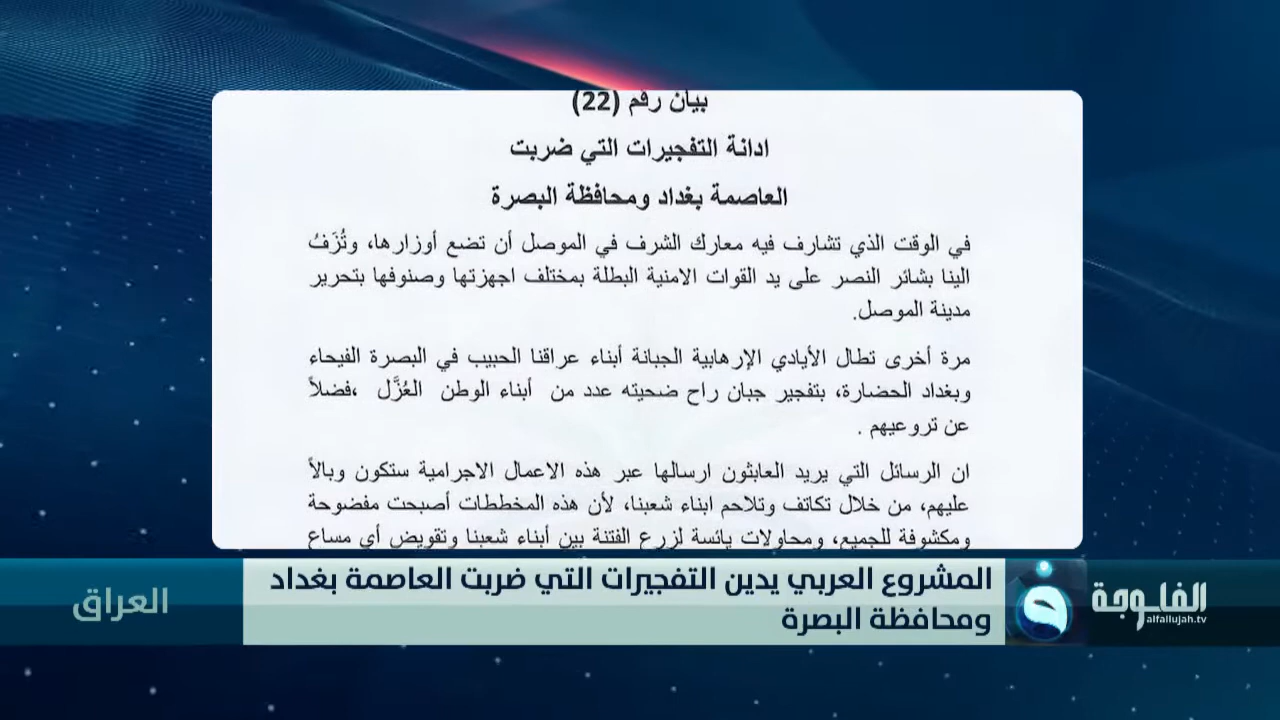 بيان رقم (22)
ادانة التفجيرات التي ضربت
العاصمة بغداد ومحافظة البصرة
في الوقت الذي تشارف فيه معارك الشرف في الموصل أن تضع أوزارها، وتُزَفُ
الينا بشائر النصر على يد القوات الامنية البطلة بمختلف اجهزتها وصنوفها بتحرير
مدينة الموصل.
مرة أخرى تطال الأيادي الإرهابية الجبانة أبناء عراقنا الحبيب في البصرة الفيحاء
وبغداد الحضارة، بتفجير جبان راح ضحيته عدد من أبناء الوطن العُزَّل ،فضلاً
عن ترويعهم .
ان الرسائل التي يريد العابثون ارسالها عبر هذه الاعمال الاجرامية ستكون وبالاً
عليهم، من خلال تكاتف وتلاحم ابناء شعبنا، لأن هذه المخططات أصبحت مفضوحة
ومكشوفة للجميع، ومحاولات يائسة لزرع الفتنة بين أبناء شعبنا وتقويض أي مساع
المشروع العربي يدين التفجيرات التي ضربت العاصمة بغداد
ومحافظة البصرة
العراق
الفلوجة
alfallujah.tv